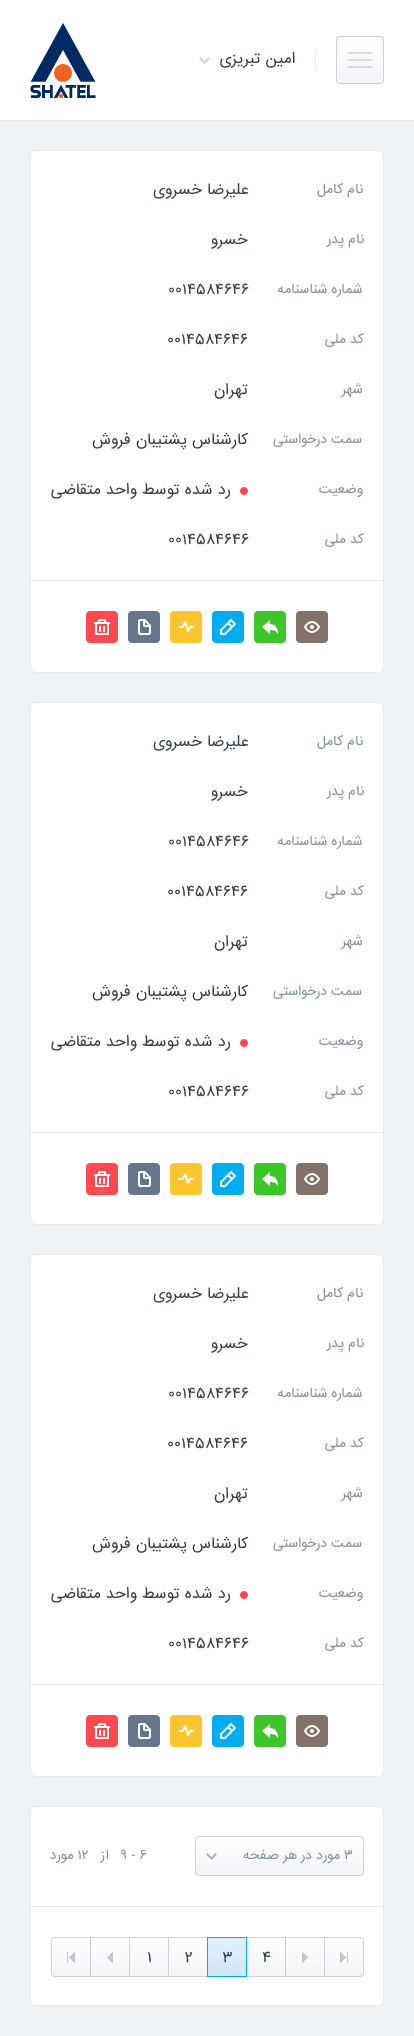 SHATEL
امین تبریزی
نام کامل علیرضا خسروی
نام پدر خسرو
شماره شناسنامه ۰۰۱۴۵۸۴۶۴۶
کد ملی ۰۰۱۴۵۸۴۶۴۶
شهر تهران
سمت درخواستی کارشناس پشتیبان فروش
وضعیت رد شده توسط واحد متقاضی
کد ملی ۰۰۱۴۵۸۴۶۴۶
نام کامل علیرضا خسروی
نام پدر خسرو
شماره شناسنامه ۰۰۱۴۵۸۴۶۴۶
کد ملی ۰۰۱۴۵۸۴۶۴۶
شهر تهران
سمت درخواستی کارشناس پشتیبان فروش
وضعیت رد شده توسط واحد متقاضی
کد ملی ۰۰۱۴۵۸۴۶۴۶
نام کامل علیرضا خسروی
نام پدر خسرو
شماره شناسنامه ۰۰۱۴۵۸۴۶۴۶
کد ملی ۰۰۱۴۵۸۴۶۴۶
شهر تهران
سمت درخواستی کارشناس پشتیبان فروش
وضعیت رد شده توسط واحد متقاضی
کد ملی ۰۰۱۴۵۸۴۶۴۶
۳ مورد در هر صفحه ۶ - ۹ از ۱۲ مورد
۱ ۲ ۳ ۴